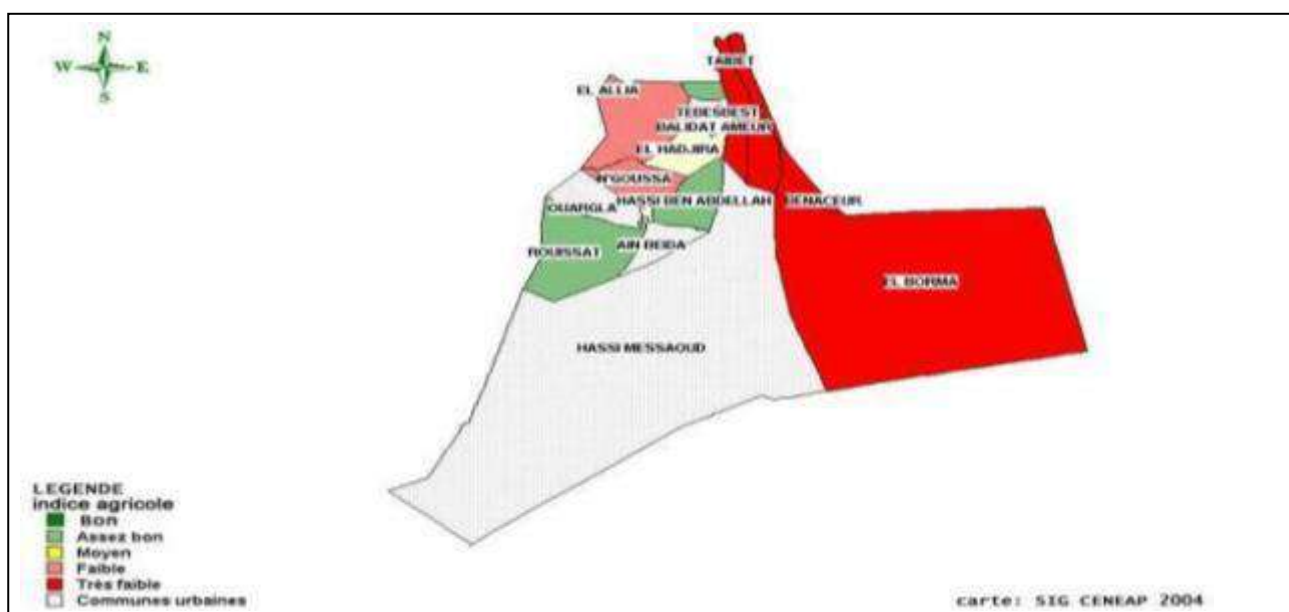 N
W E
S
TAIBET
EL ALLIA
TEBESBEST
BALIDAT AMEUR
EL HADJIRA
N'GOUSSA
HASSI BEN ABDELLAH
BENACEUR
OUARGLA
AIN BEIDA
ROUISSAT
EL BORMA
HASSI MESSAOUD
LEGENDE
indice agricole
Bon
Assez bon
Moyen
Faible
Très faible
Communes urbaines
carte: SIG CENEAP 2004